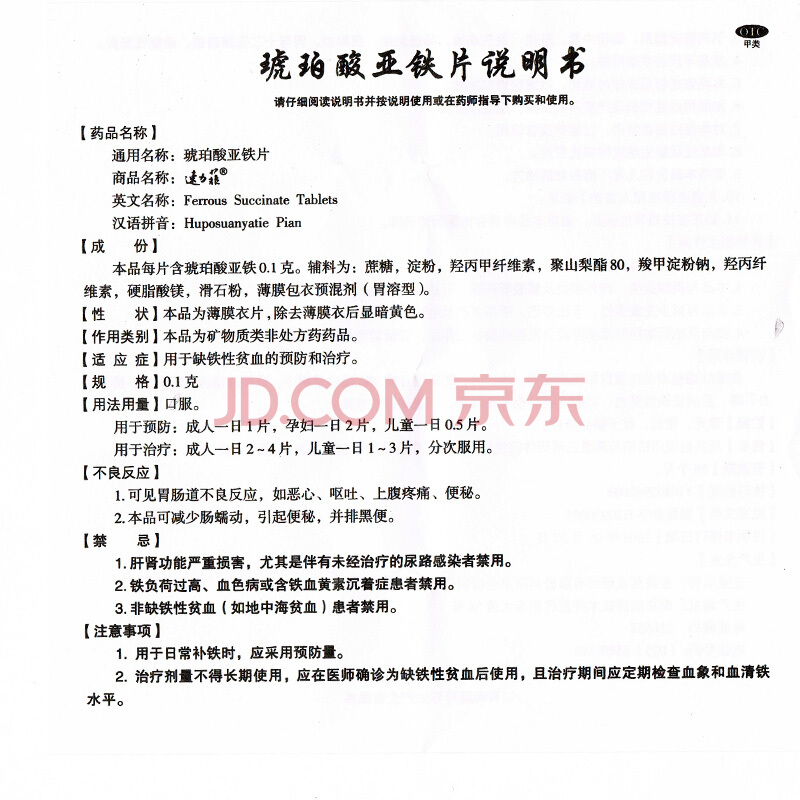 OTC
甲类
琥珀酸亚铁片说明书
请仔细阅读说明书并按说明使用或在药师指导下购买和使用。
【药品名称】
通用名称：琥珀酸亚铁片
商品名称：速力菲®
英文名称：Ferrous Succinate Tablets
汉语拼音：Huposuanyatie Pian
【成 份】
本品每片含琥珀酸亚铁0.1克。辅料为：蔗糖，淀粉，羟丙甲纤维素，聚山梨酯80，羧甲淀粉钠，羟丙纤
维素，硬脂酸镁，滑石粉，薄膜包衣预混剂（胃溶型）。
【性 状】本品为薄膜衣片，除去薄膜衣后显暗黄色。
【作用类别】本品为矿物质类非处方药药品。
【适 应 症】用于缺铁性贫血的预防和治疗。
【规 格】0.1克
JD.COM 京东
【用法用量】口服。
用于预防：成人一日1片，孕妇一日2片，儿童一日0.5片。
用于治疗：成人一日2~4片，儿童一日1~3片，分次服用。
【不良反应】
1.可见胃肠道不良反应，如恶心、呕吐、上腹疼痛、便秘。
2.本品可减少肠蠕动，引起便秘，并排黑便。
【禁 忌】
1.肝肾功能严重损害，尤其是伴有未经治疗的尿路感染者禁用。
2.铁负荷过高、血色病或含铁血黄素沉着症患者禁用。
3.非缺铁性贫血（如地中海贫血）患者禁用。
【注意事项】
1. 用于日常补铁时，应采用预防量。
2. 治疗剂量不得长期使用，应在医师确诊为缺铁性贫血后使用，且治疗期间应定期检查血象和血清铁
水平。